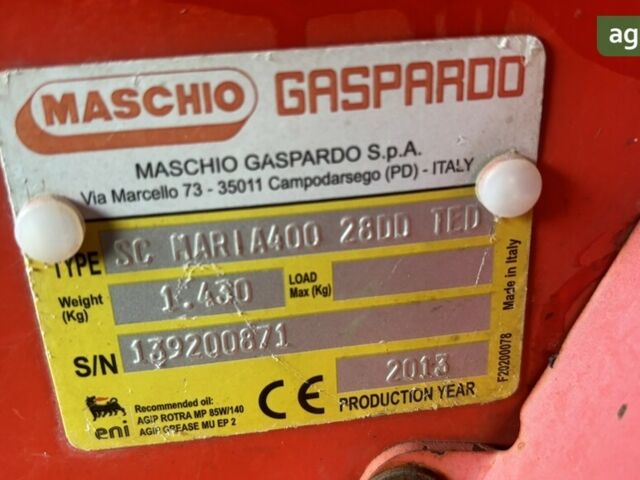 ag
MASCHIO GASPARDO
MASCHIO GASPARDO S.p.A.
Via Marcello 73 - 35011 Campodarsego (PD) - ITALY
TYPE SC MARIA400 28DD TED
Weight (Kg) 1.430 LOAD Max (Kg)
S/N 139200871
2013
PRODUCTION YEAR
CE
eni
Recommended oil:
AGIP ROTRA MP 85W/140
AGIP GREASE MU EP 2
F20200078 Made in Italy